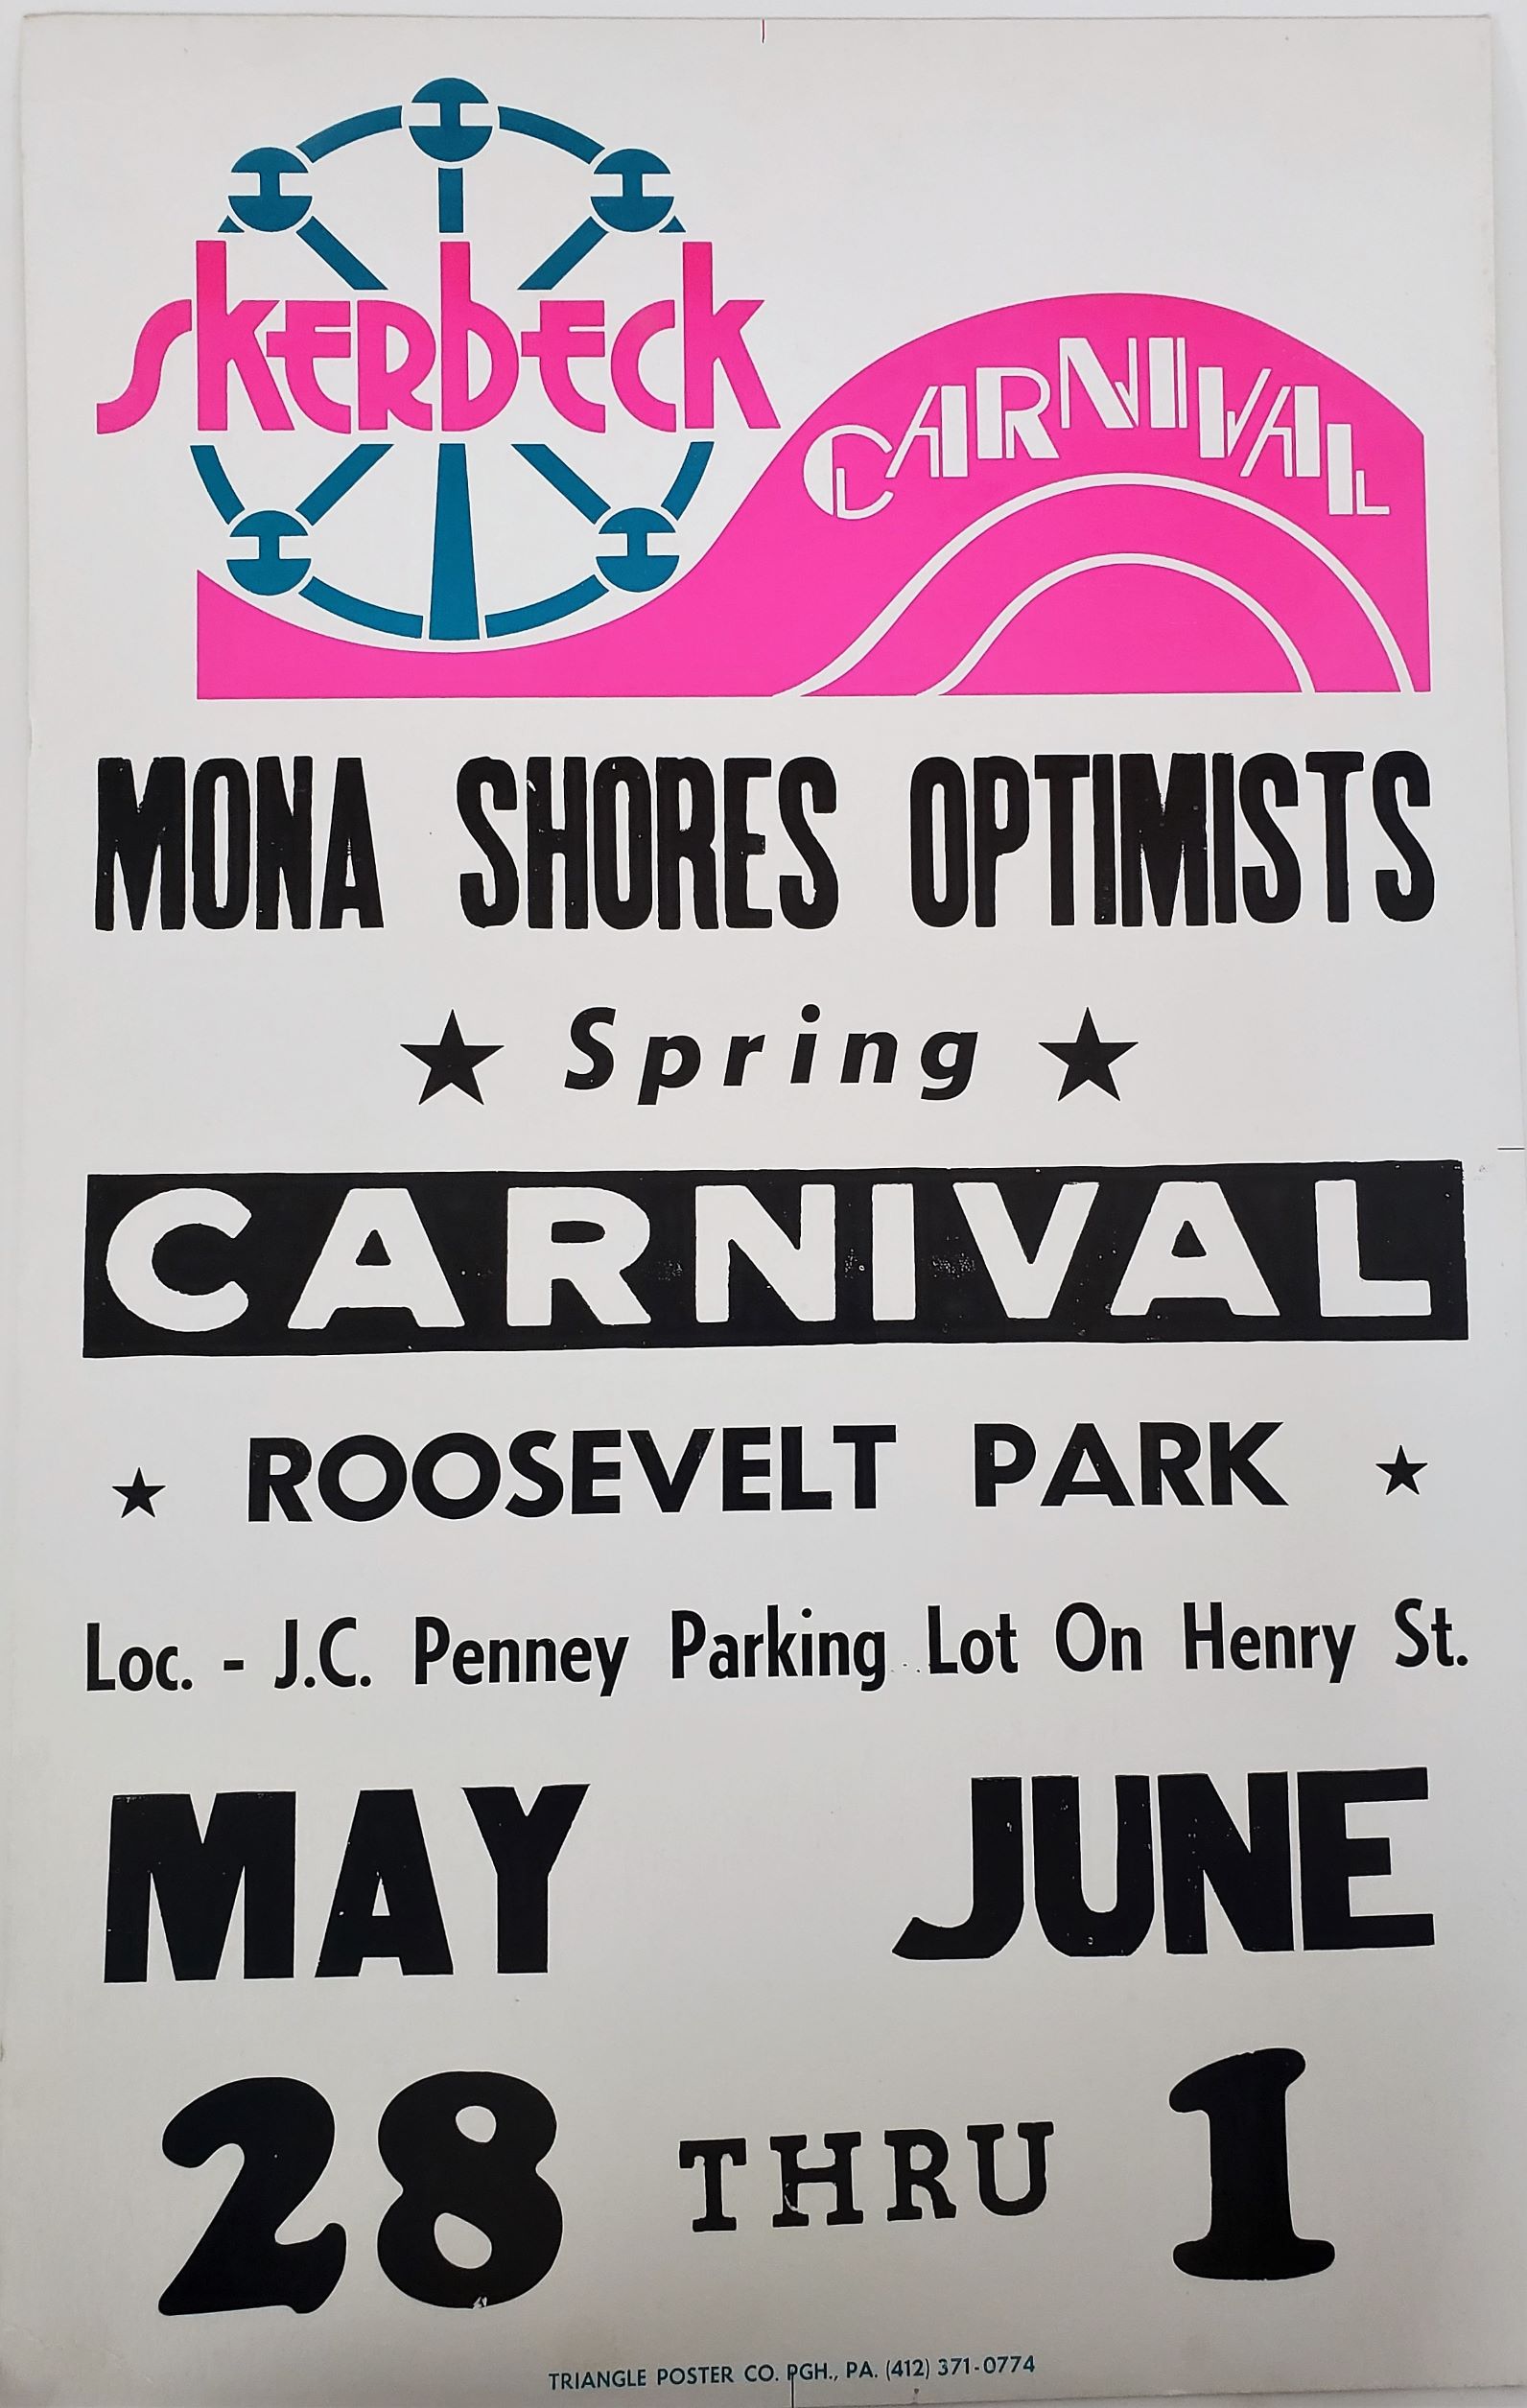 SKERBECK
CARNIVAL
MONA SHORES OPTIMISTS
★ Spring ★
CARNIVAL
★ ROOSEVELT PARK ★
Loc. - J.C. Penney Parking Lot On Henry St.
MAY JUNE
28 THRU 1
TRIANGLE POSTER CO. PGH., PA. (412) 371-0774